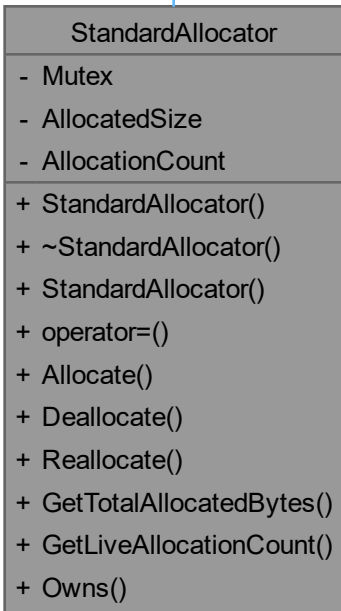 StandardAllocator
- Mutex
- AllocatedSize
- AllocationCount
+ StandardAllocator()
+ ~StandardAllocator()
+ StandardAllocator()
+ operator=()
+ Allocate()
+ Deallocate()
+ Reallocate()
+ GetTotalAllocatedBytes()
+ GetLiveAllocationCount()
+ Owns()